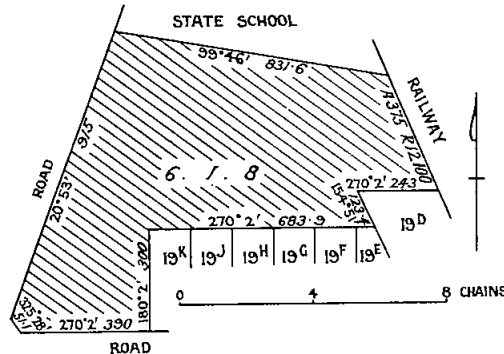 STATE SCHOOL
99°46' 831·6
RAILWAY
A 375 R 12100
915
20°53'
ROAD
6. 1. 8
270° 2' 243
123·4
154°51'
19D
270° 2' 683·9
19K 19J 19H 19G 19F 19E
180°2' 300
325°28'
51·1
270°2' 390
0 4 8 CHAINS
ROAD